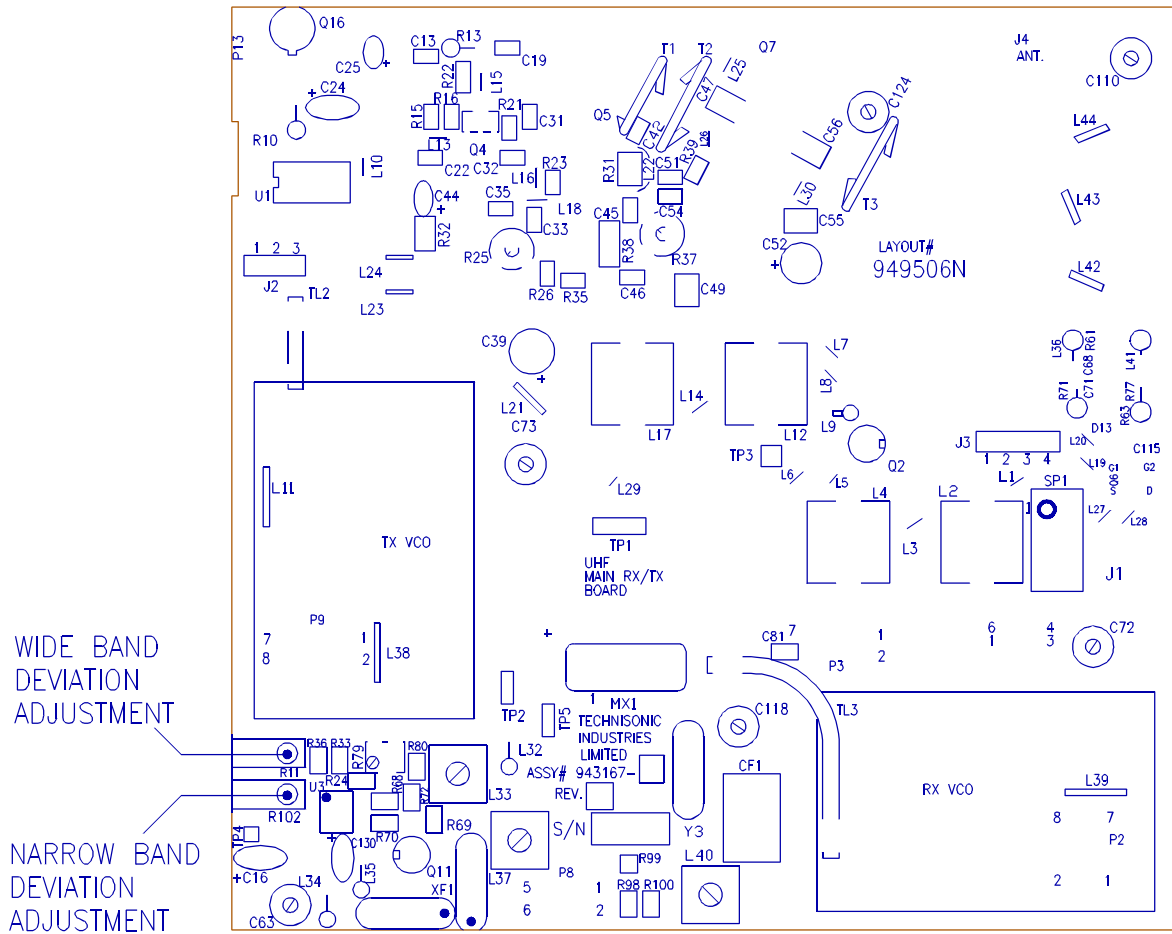 P13
Q16
C25
+
C13
R13
C19
R22
L15
T1
T2
Q7
L25
C47
J4
ANT.
C110
C124
+
C24
R15
R16
R21
C31
Q5
C42
L26
C56
L44
R10
L3
Q4
C22
C32
R23
R31
L22
C51
R39
U1
L10
C44
+
L16
L18
C35
C33
C45
C54
L30
C55
T3
L43
R32
R25
R38
R37
C52
+
LAYOUT#
949506N
1 2 3
J2
L24
L23
TL2
R26
R35
C46
C49
L42
C39
+
L7
L8
L36
R61
C68
L41
L21
L14
L17
L12
L9
R71
C71
R77
R63
C73
TP3
Q2
J3
1 2 3 4
D13
L20
C115
L19
L11
L29
L6
L5
L4
L2
L1
SP1
G1
G2
Q6
S
D
TX VCO
TP1
L3
1
L27
L28
UHF
MAIN RX/TX
BOARD
J1
P9
7
8
1
2
L38
+
C81
7
1
2
6
1
4
3
C72
P3
WIDE BAND
DEVIATION
ADJUSTMENT
TP2
TP5
1
MX1
TECHNISONIC
INDUSTRIES
LIMITED
ASSY# 943167-
REV.
C118
TL3
R36
R33
R79
R80
L32
R11
R24
U3
R68
R72
L33
CF1
RX VCO
L39
R102
TP4
+
C130
R70
R69
S/N
Y3
8
7
P2
NARROW BAND
DEVIATION
ADJUSTMENT
+
C16
L35
Q11
L37
P8
R99
L40
L34
C63
XF1
5
6
1
2
R98
R100
2
1